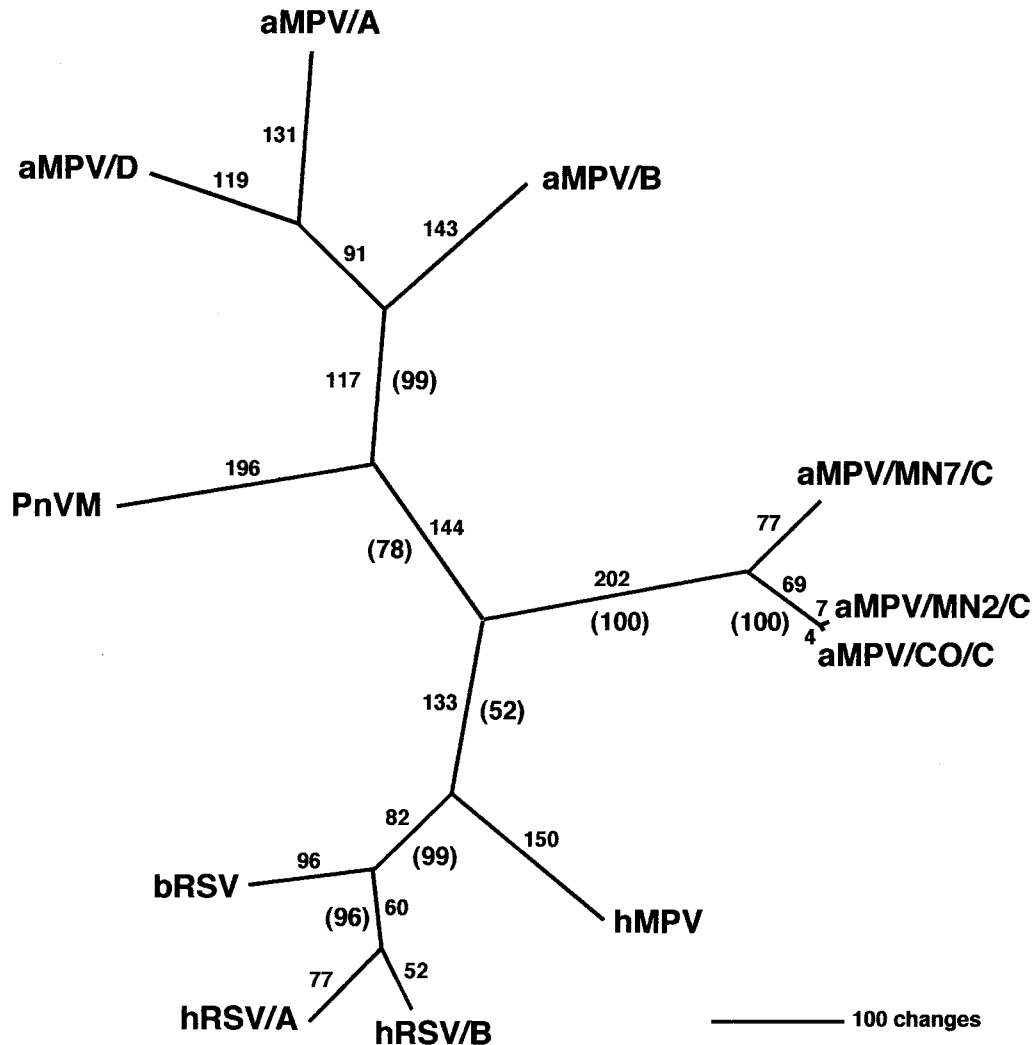 aMPV/A
131
aMPV/D
119
aMPV/B
143
91
117
(99)
196
PnVM
144
(78)
aMPV/MN7/C
77
202
(100)
69
(100)
7
aMPV/MN2/C
4
aMPV/CO/C
133
(52)
82
(99)
150
96
bRSV
(96)
60
hMPV
77
52
hRSV/A
hRSV/B
100 changes